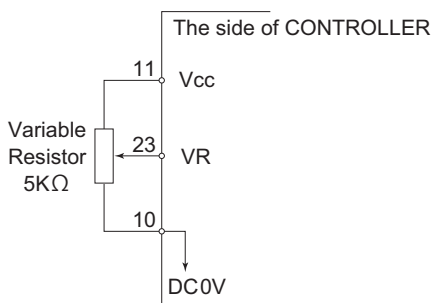 The side of CONTROLLER
11
Vcc
Variable
Resistor
5KΩ
23
VR
10
DC0V